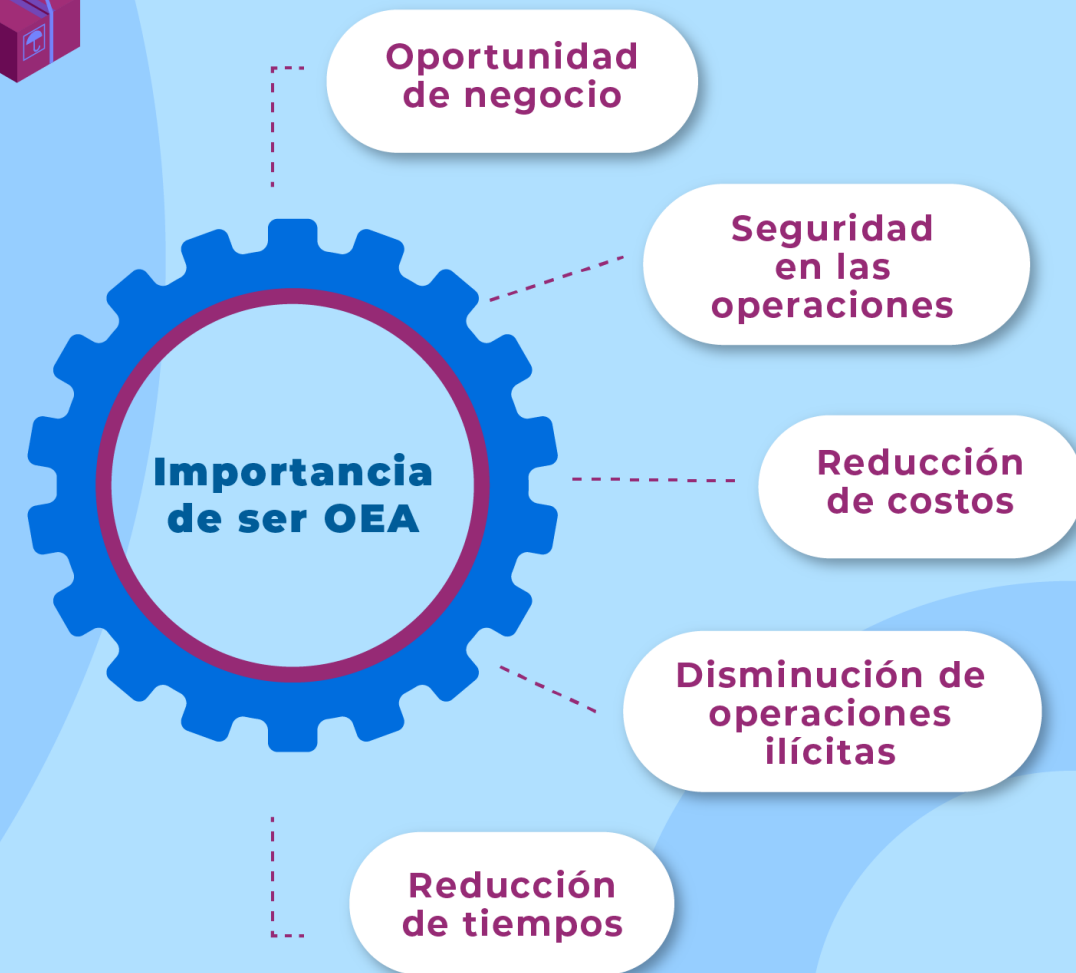 Oportunidad
de negocio
Seguridad
en las
operaciones
Importancia
de ser OEA
Reducción
de costos
Disminución de
operaciones
ilícitas
Reducción
de tiempos